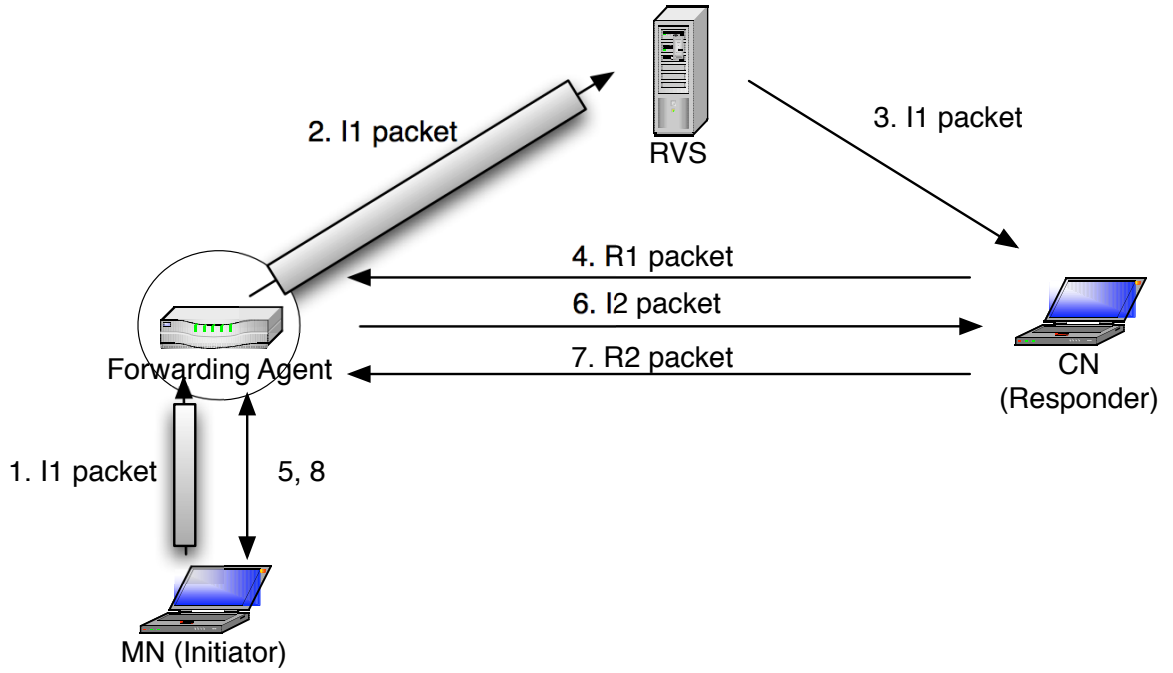 2. I1 packet
3. I1 packet
RVS
4. R1 packet
6. I2 packet
7. R2 packet
Forwarding Agent
CN
(Responder)
1. I1 packet
5, 8
MN (Initiator)